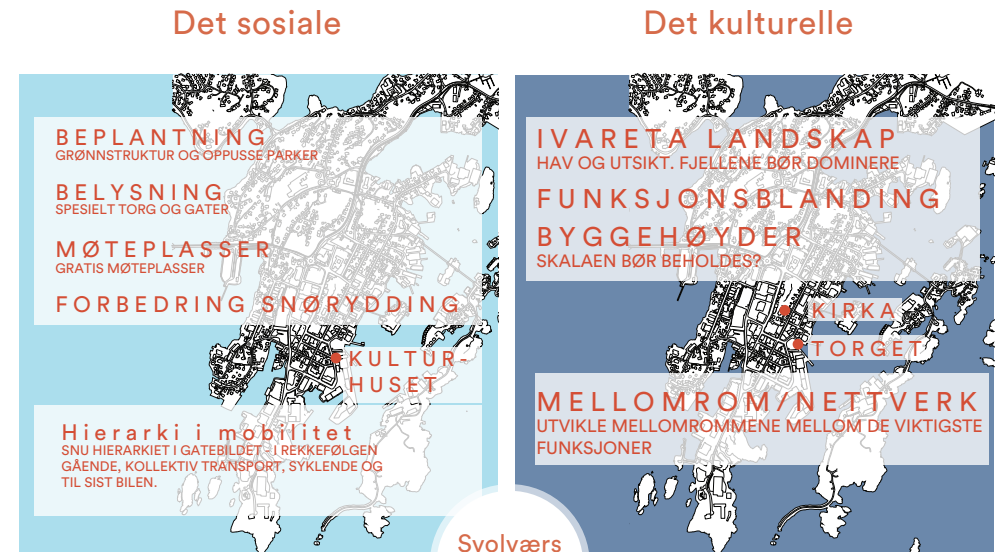 Det sosiale
BEPLANTNING
GRØNNSTRUKTUR OG OPPUSSE PARKER
BELYSNING
SPESIELT TORG OG GATER
MØTEPLASSER
GRATIS MØTEPLASSER
FORBEDRING SNØRYDDING
KULTUR-
HUSET
Hierarki i mobilitet
SNU HIERARKIET I GATEBILDET I REKKEFØLGEN
GÅENDE, KOLLEKTIV TRANSPORT, SYKLENDE OG
TIL SIST BILEN.
Det kulturelle
IVARETA LANDSKAP
HAV OG UTSIKT. FJELLENE BØR DOMINERE
FUNKSJONSBLANDING
BYGGEHØYDER
SKALAEN BØR BEHOLDES?
KIRKA
TORGET
MELLOMROM/NETTVERK
UTVIKLE MELLOMROMMENE MELLOM DE VIKTIGSTE
FUNKSJONER
Svolværs